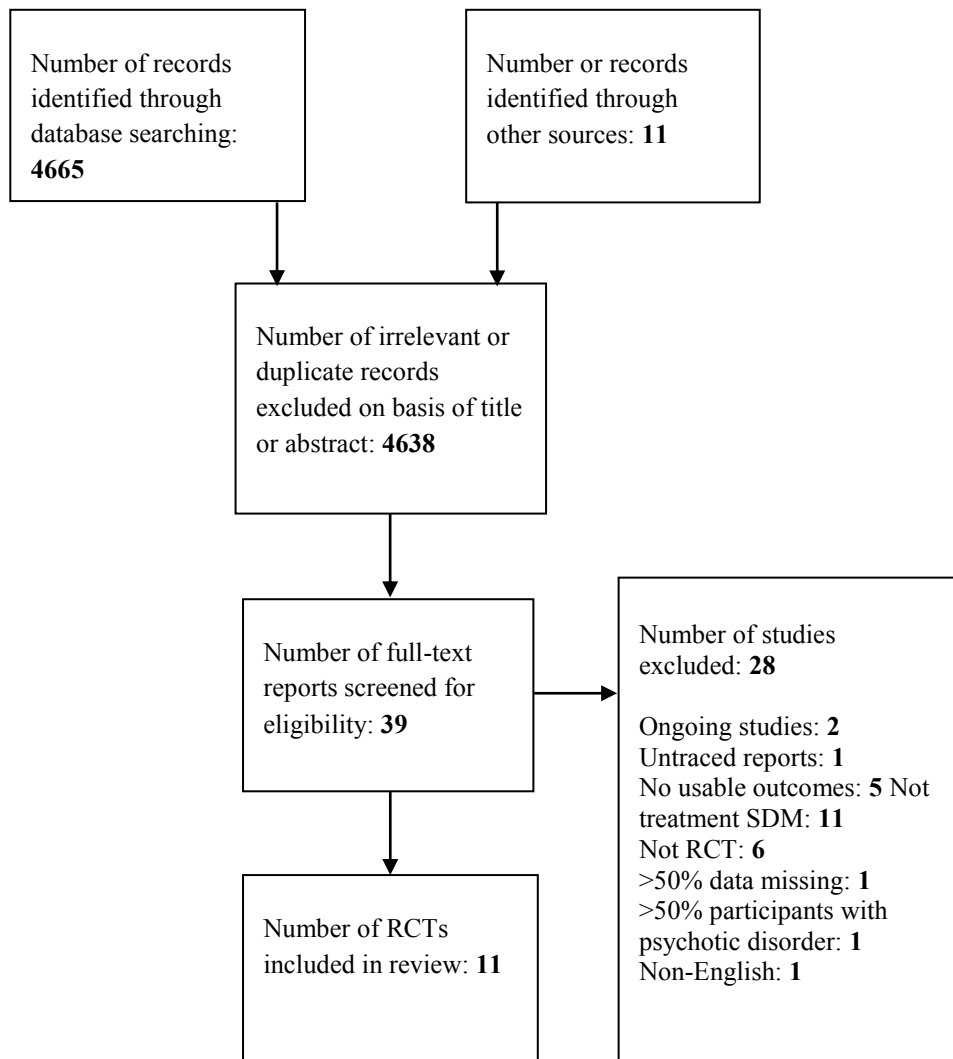 Number of records
identified through
database searching:
4665
Number or records
identified through
other sources: 11
Number of irrelevant or
duplicate records
excluded on basis of title
or abstract: 4638
Number of full-text
reports screened for
eligibility: 39
Number of studies
excluded: 28
Ongoing studies: 2
Untraced reports: 1
No usable outcomes: 5 Not
treatment SDM: 11
Not RCT: 6
>50% data missing: 1
>50% participants with
psychotic disorder: 1
Non-English: 1
Number of RCTs
included in review: 11